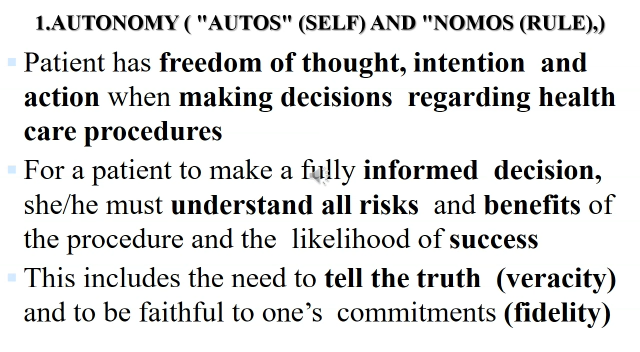 1.AUTONOMY ( "AUTOS" (SELF) AND "NOMOS (RULE),)
Patient has freedom of thought, intention and
action when making decisions regarding health
care procedures
For a patient to make a fully informed decision,
she/he must understand all risks and benefits of
the procedure and the likelihood of success
This includes the need to tell the truth (veracity)
and to be faithful to one’s commitments (fidelity)